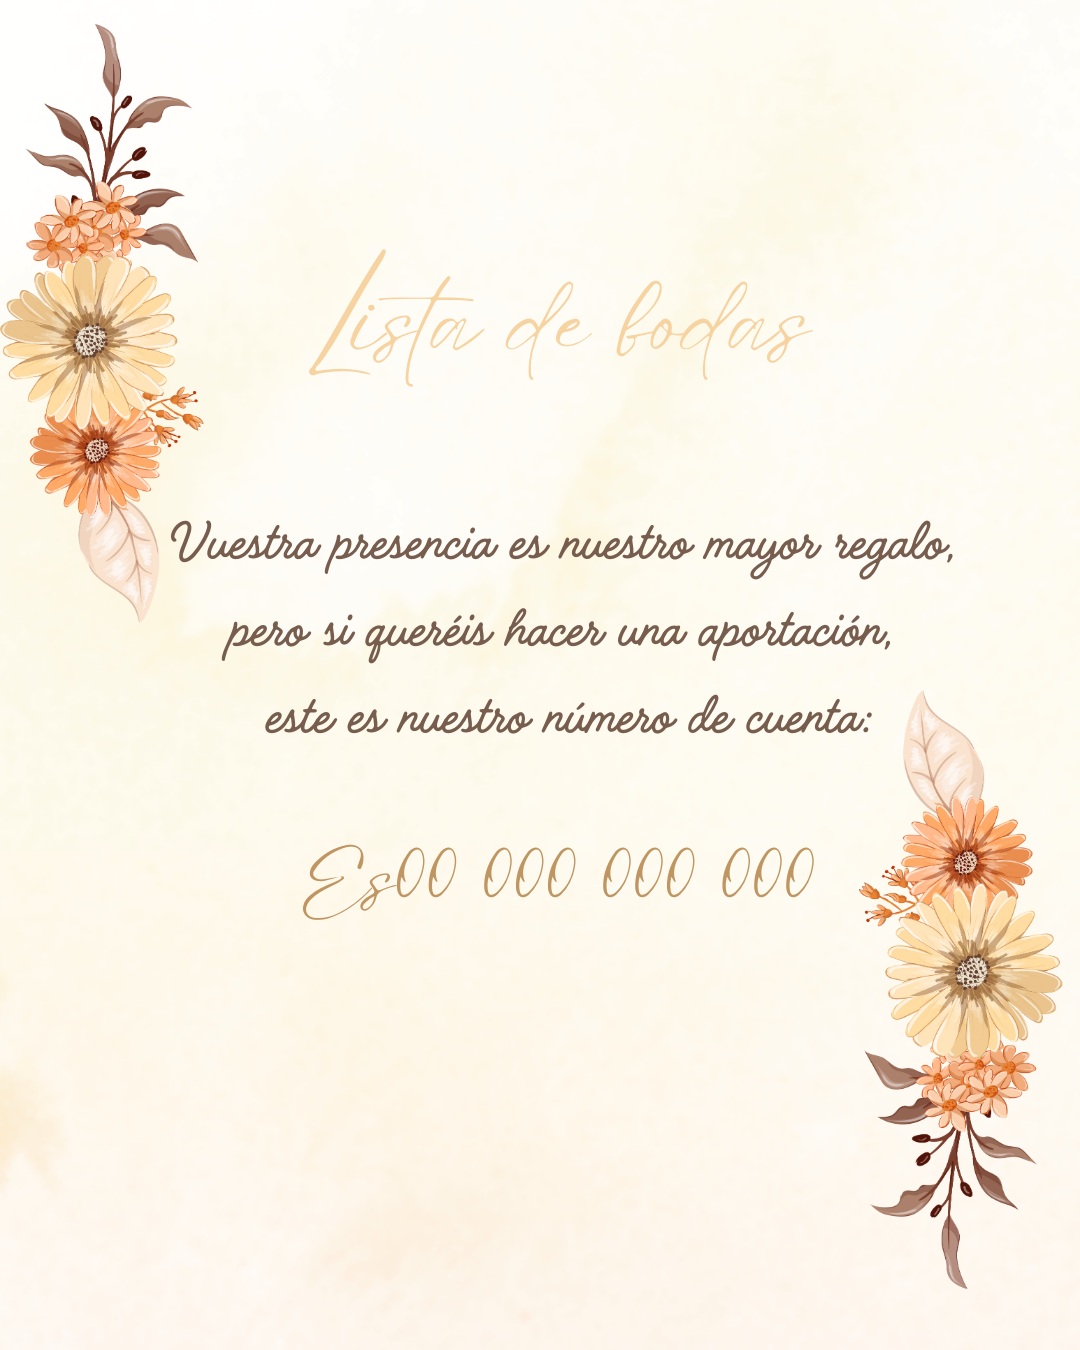 Lista de bodas
Vuestra presencia es nuestro mayor regalo,
pero si queréis hacer una aportación,
este es nuestro número de cuenta:
Es00 000 000 000